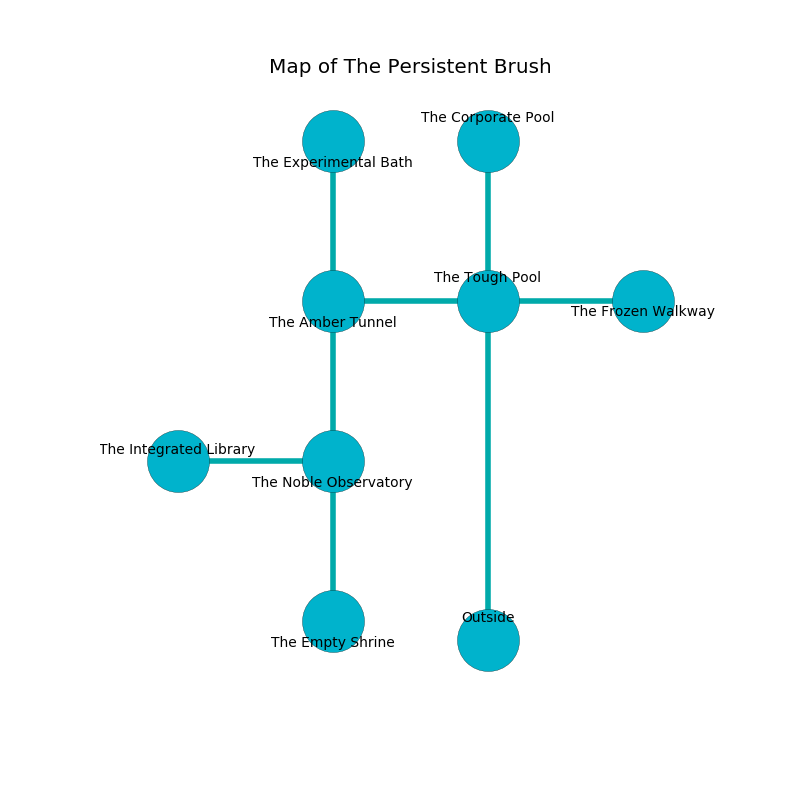 Map of The Persistent Brush
The Corporate Pool
The Experimental Bath
The Tough Pool
The Frozen Walkway
The Amber Tunnel
The Integrated Library
The Noble Observatory
Outside
The Empty Shrine